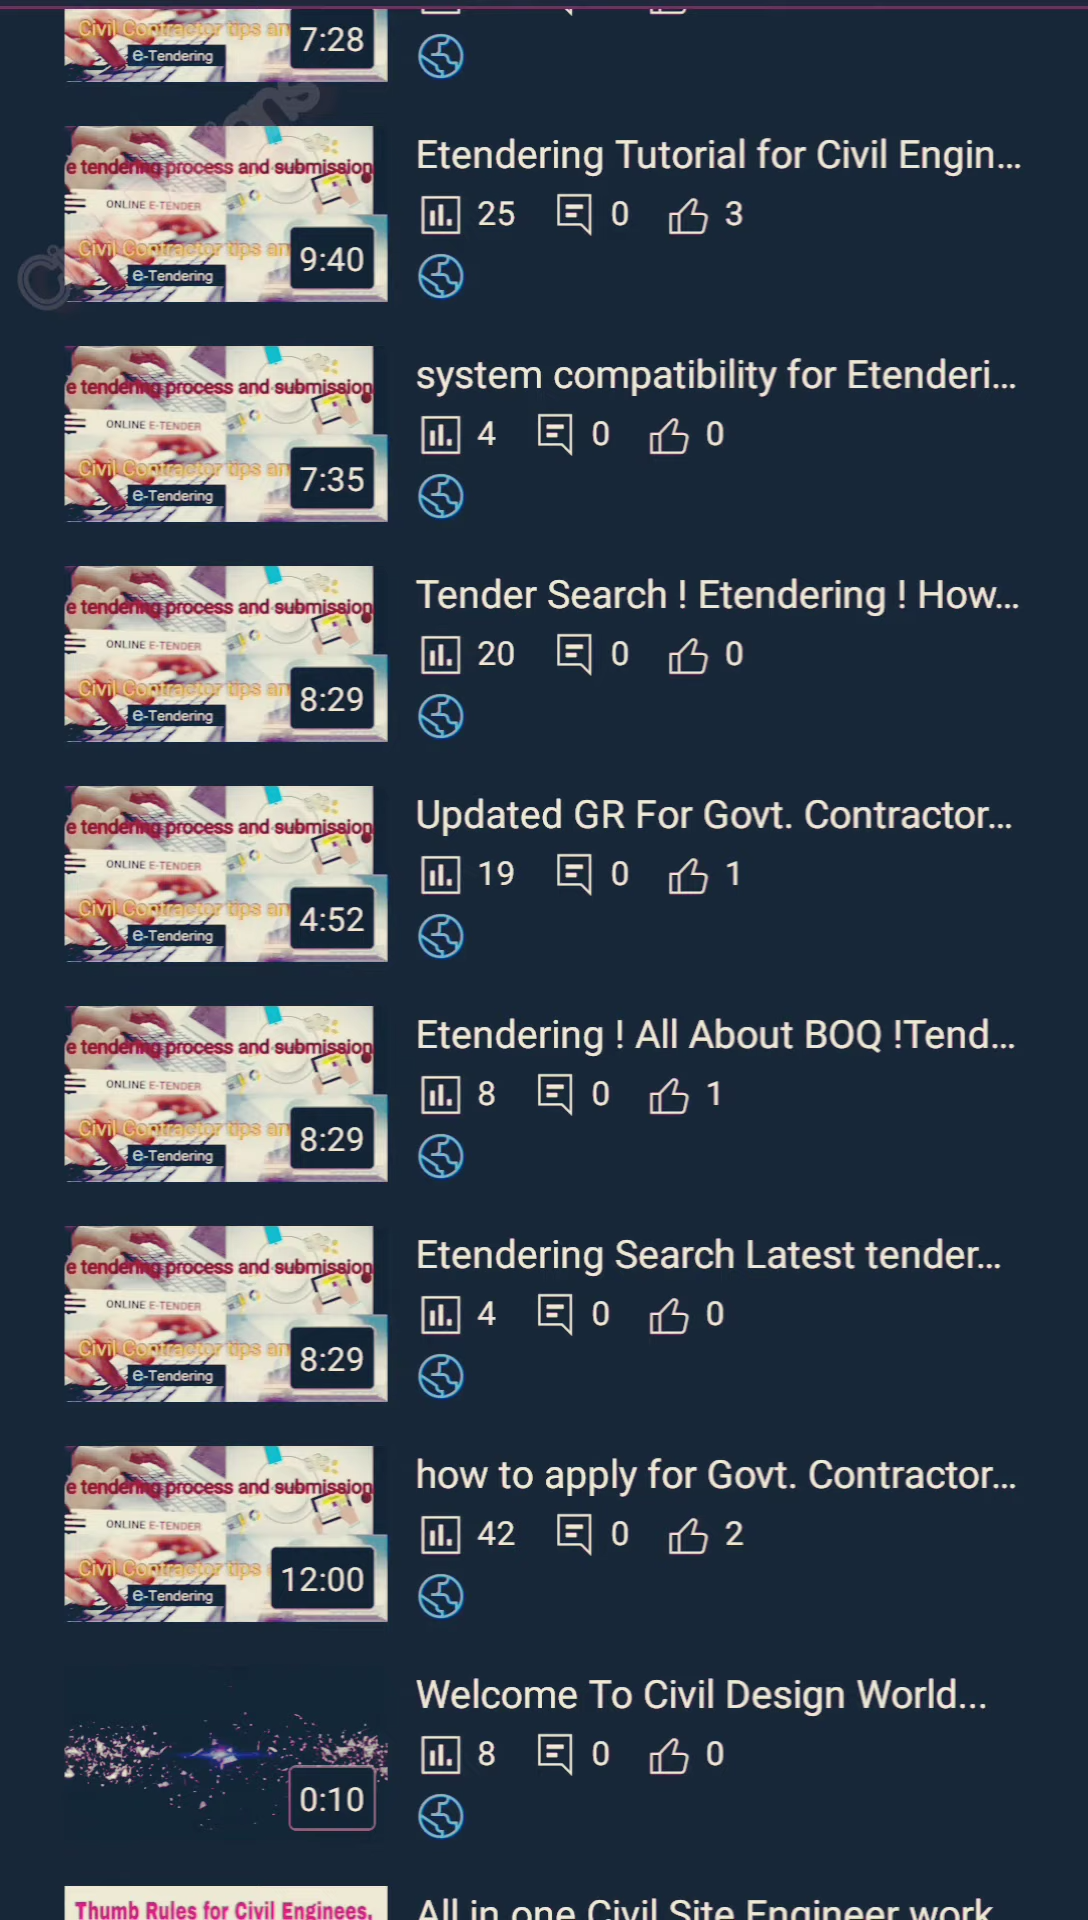 Civil Contractor tips an
e-Tendering
7:28
e tendering process and submission
ONLINE E-TENDER
Civil Contractor tips an
e-Tendering
9:40
Etendering Tutorial for Civil Engin...
25 0 3
e tendering process and submission
ONLINE E-TENDER
Civil Contractor tips an
e-Tendering
7:35
system compatibility for Etenderi...
4 0 0
e tendering process and submission
ONLINE E-TENDER
Civil Contractor tips an
e-Tendering
8:29
Tender Search ! Etendering ! How...
20 0 0
e tendering process and submission
ONLINE E-TENDER
Civil Contractor tips an
e-Tendering
4:52
Updated GR For Govt. Contractor...
19 0 1
e tendering process and submission
ONLINE E-TENDER
Civil Contractor tips an
e-Tendering
8:29
Etendering ! All About BOQ !Tend...
8 0 1
e tendering process and submission
ONLINE E-TENDER
Civil Contractor tips an
e-Tendering
8:29
Etendering Search Latest tender...
4 0 0
e tendering process and submission
ONLINE E-TENDER
Civil Contractor tips
e-Tendering
12:00
how to apply for Govt. Contractor...
42 0 2
0:10
Welcome To Civil Design World...
8 0 0
Thumb Rules for Civil Enginees,
All in one Civil Site Engineer work